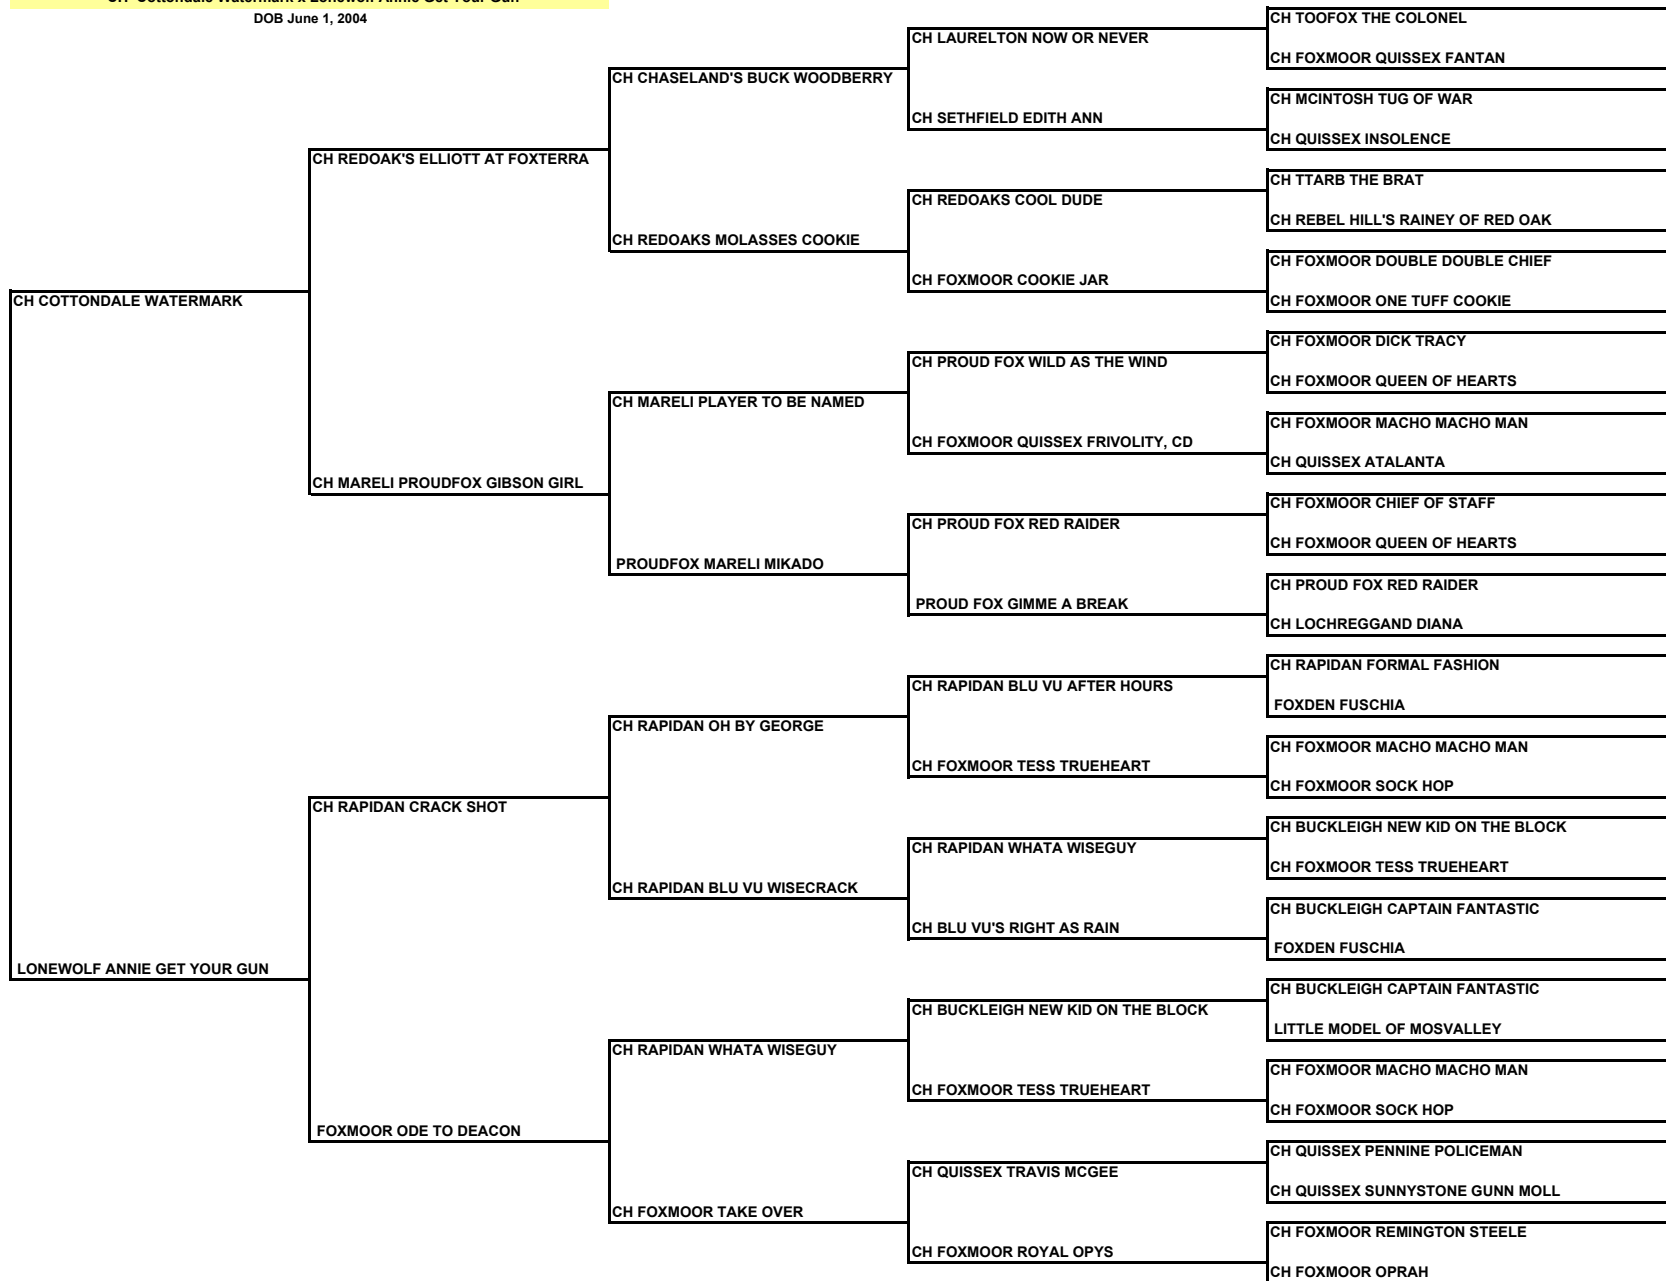 CH Cottondale Watermark x Lonewolf Annie Get Your Gun
DOB June 1, 2004
CH COTTONDALE WATERMARK
LONEWOLF ANNIE GET YOUR GUN
CH REDOAK'S ELLIOTT AT FOXTERRA
CH MARELI PROUDFOX GIBSON GIRL
CH RAPIDAN CRACK SHOT
FOXMOOR ODE TO DEACON
CH CHASELAND'S BUCK WOODBERRY
CH REDOAKS MOLASSES COOKIE
CH MARELI PLAYER TO BE NAMED
PROUDFOX MARELI MIKADO
CH RAPIDAN OH BY GEORGE
CH RAPIDAN BLU VU WISECRACK
CH RAPIDAN WHATA WISEGUY
CH FOXMOOR TAKE OVER
CH LAURELTON NOW OR NEVER
CH SETHFIELD EDITH ANN
CH REDOAKS COOL DUDE
CH FOXMOOR COOKIE JAR
CH PROUD FOX WILD AS THE WIND
CH FOXMOOR QUISSEX FRIVOLITY, CD
CH PROUD FOX RED RAIDER
PROUD FOX GIMME A BREAK
CH RAPIDAN BLU VU AFTER HOURS
CH FOXMOOR TESS TRUEHEART
CH RAPIDAN WHATA WISEGUY
CH BLU VU'S RIGHT AS RAIN
CH BUCKLEIGH NEW KID ON THE BLOCK
CH FOXMOOR TESS TRUEHEART
CH QUISSEX TRAVIS MCGEE
CH FOXMOOR ROYAL OPYS
CH TOOFOX THE COLONEL
CH FOXMOOR QUISSEX FANTAN
CH MCINTOSH TUG OF WAR
CH QUISSEX INSOLENCE
CH TTARB THE BRAT
CH REBEL HILL'S RAINEY OF RED OAK
CH FOXMOOR DOUBLE DOUBLE CHIEF
CH FOXMOOR ONE TUFF COOKIE
CH FOXMOOR DICK TRACY
CH FOXMOOR QUEEN OF HEARTS
CH FOXMOOR MACHO MACHO MAN
CH QUISSEX ATALANTA
CH FOXMOOR CHIEF OF STAFF
CH FOXMOOR QUEEN OF HEARTS
CH PROUD FOX RED RAIDER
CH LOCHREGGAND DIANA
CH RAPIDAN FORMAL FASHION
FOXDEN FUSCHIA
CH FOXMOOR MACHO MACHO MAN
CH FOXMOOR SOCK HOP
CH BUCKLEIGH NEW KID ON THE BLOCK
CH FOXMOOR TESS TRUEHEART
CH BUCKLEIGH CAPTAIN FANTASTIC
FOXDEN FUSCHIA
CH BUCKLEIGH CAPTAIN FANTASTIC
LITTLE MODEL OF MOSVALLEY
CH FOXMOOR MACHO MACHO MAN
CH FOXMOOR SOCK HOP
CH QUISSEX PENNINE POLICEMAN
CH QUISSEX SUNNYSTONE GUNN MOLL
CH FOXMOOR REMINGTON STEELE
CH FOXMOOR OPRAH